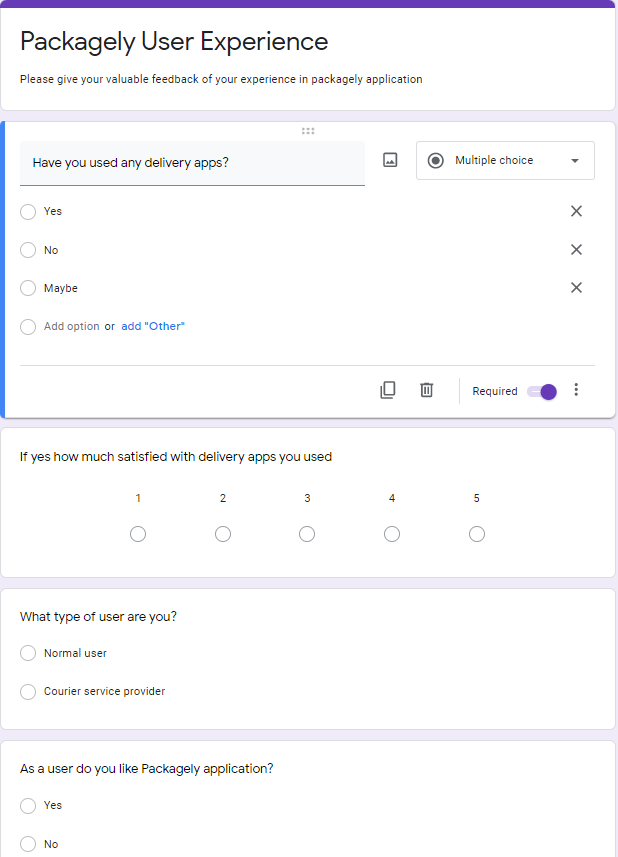 Packagely User Experience
Please give your valuable feedback of your experience in packagely application
Have you used any delivery apps?
Multiple choice
Yes
No
Maybe
Add option or add "Other"
Required
If yes how much satisfied with delivery apps you used
1 2 3 4 5
What type of user are you?
Normal user
Courier service provider
As a user do you like Packagely application?
Yes
No